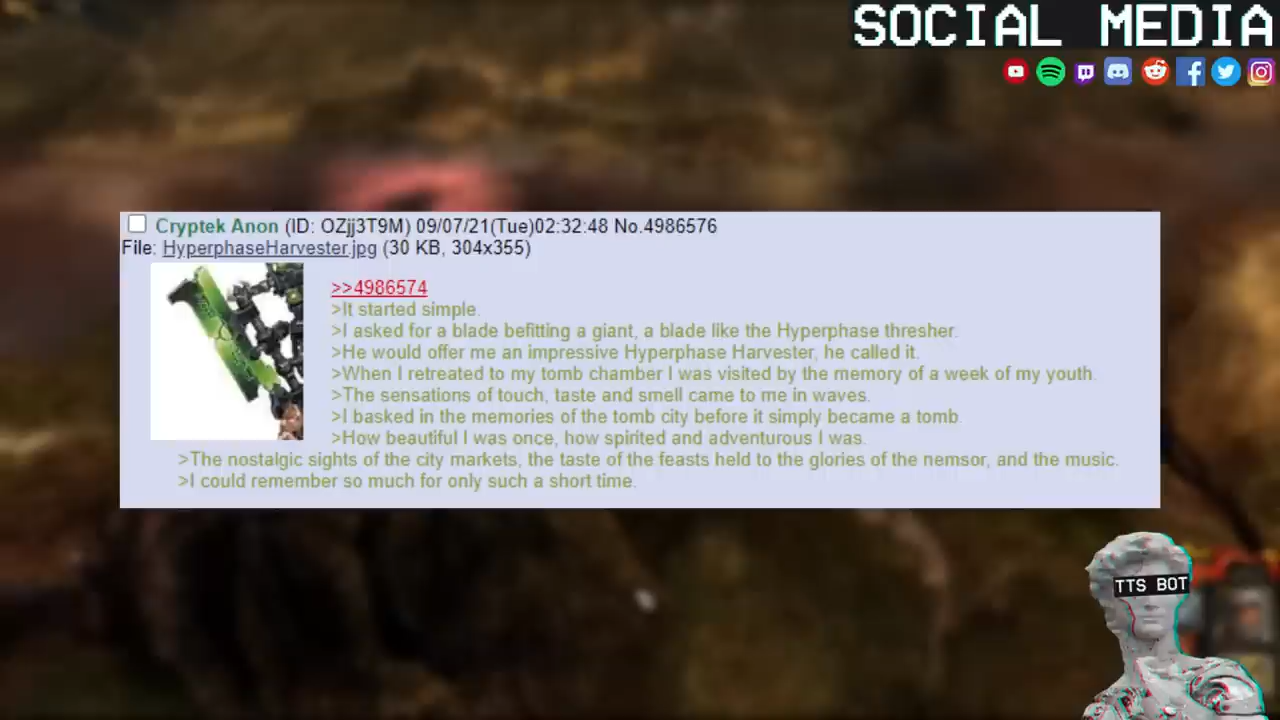 SOCIAL MEDIA
Cryptek Anon (ID: OZjj3T9M) 09/07/21(Tue)02:32:48 No.4986576
File: HyperphaseHarvester.jpg (30 KB, 304x355)
>>4986574
>It started simple.
>I asked for a blade befitting a giant, a blade like the Hyperphase thresher.
>He would offer me an impressive Hyperphase Harvester, he called it.
>When I retreated to my tomb chamber I was visited by the memory of a week of my youth.
>The sensations of touch, taste and smell came to me in waves.
>I basked in the memories of the tomb city before it simply became a tomb.
>How beautiful I was once, how spirited and adventurous I was.
>The nostalgic sights of the city markets, the taste of the feasts held to the glories of the nemsor, and the music.
>I could remember so much for only such a short time.
TTS BOT